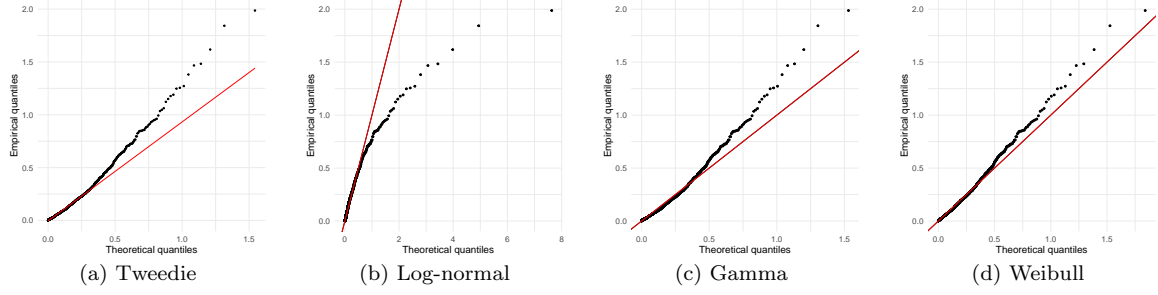 Empirical quantiles
2.0
1.5
1.0
0.5
0.0
0.0 0.5 1.0 1.5
Theoretical quantiles
(a) Tweedie
Empirical quantiles
2.0
1.5
1.0
0.5
0.0
0 2 4 6 8
Theoretical quantiles
(b) Log-normal
Empirical quantiles
2.0
1.5
1.0
0.5
0.0
0.0 0.5 1.0 1.5
Theoretical quantiles
(c) Gamma
Empirical quantiles
2.0
1.5
1.0
0.5
0.0
0.0 0.5 1.0 1.5
Theoretical quantiles
(d) Weibull